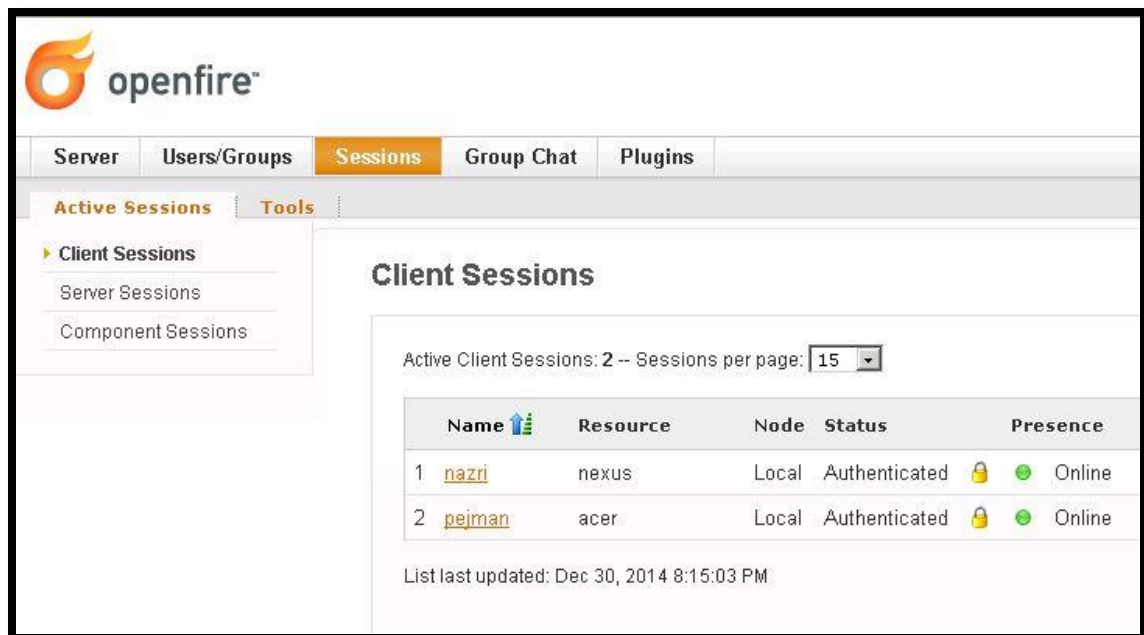 openfire™
Server Users/Groups Sessions Group Chat Plugins
Active Sessions Tools
Client Sessions
Server Sessions
Component Sessions
Client Sessions
Active Client Sessions: 2 -- Sessions per page: 15
Name Resource Node Status Presence
1 nazri nexus Local Authenticated Online
2 pejman acer Local Authenticated Online
List last updated: Dec 30, 2014 8:15:03 PM